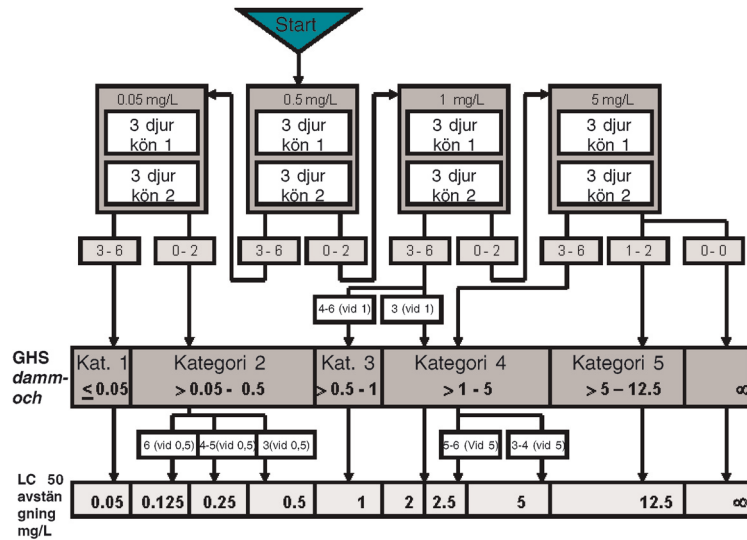 Start
0.05 mg/L
0.5 mg/L
1 mg/L
5 mg/L
3 djur
kön 1
3 djur
kön 1
3 djur
kön 1
3 djur
kön 1
3 djur
kön 2
3 djur
kön 2
3 djur
kön 2
3 djur
kön 2
3 - 6
0 - 2
3 - 6
0 - 2
3 - 6
0 - 2
3 - 6
1 - 2
0 - 0
4-6 (vid 1)
3 (vid 1)
GHS
damm-
och
Kat. 1
≤0.05
Kategori 2
>0.05 - 0.5
Kat. 3
>0.5 - 1
Kategori 4
>1 - 5
Kategori 5
>5 – 12.5
∞
6 (vid 0,5)
4-5(vid 0,5)
3(vid 0,5)
5-6 (Vid 5)
3-4 (vid 5)
LC 50
avstän
gning
mg/L
0.05
0.125
0.25
0.5
1
2
2.5
5
12.5
∞